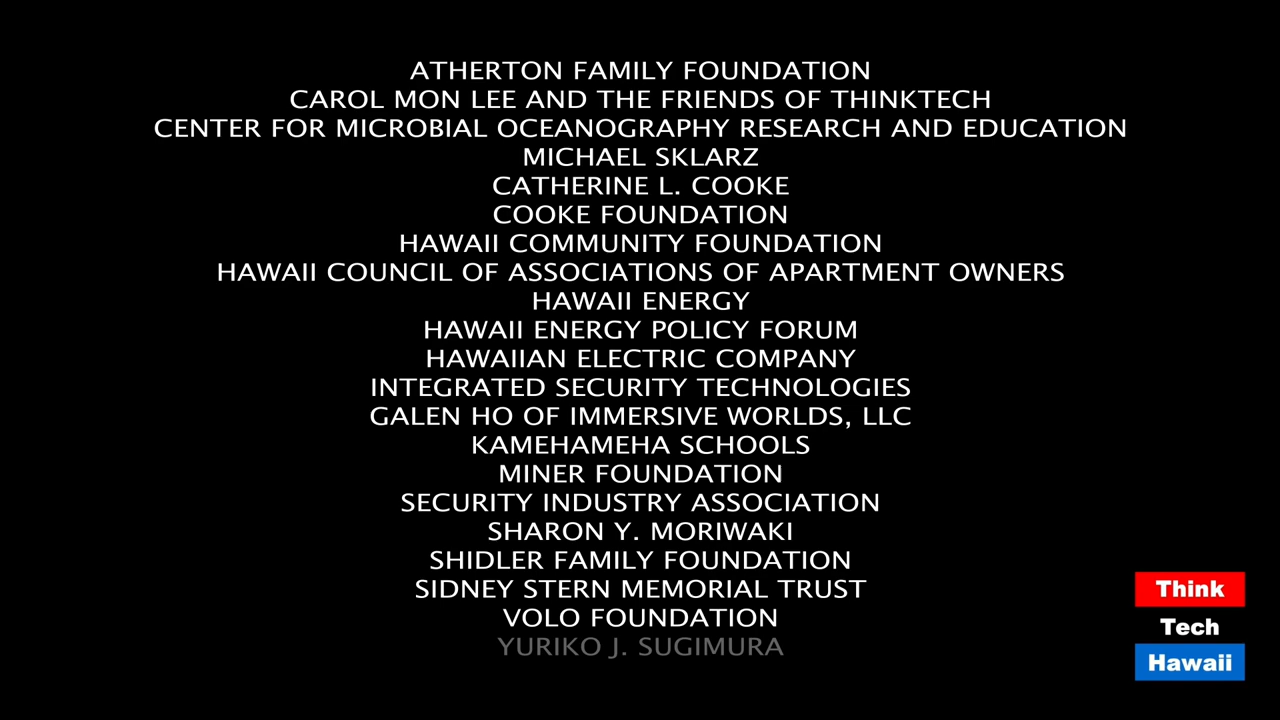 ATHERTON FAMILY FOUNDATION
CAROL MON LEE AND THE FRIENDS OF THINKTECH
CENTER FOR MICROBIAL OCEANOGRAPHY RESEARCH AND EDUCATION
MICHAEL SKLARZ
CATHERINE L. COOKE
COOKE FOUNDATION
HAWAII COMMUNITY FOUNDATION
HAWAII COUNCIL OF ASSOCIATIONS OF APARTMENT OWNERS
HAWAII ENERGY
HAWAII ENERGY POLICY FORUM
HAWAIIAN ELECTRIC COMPANY
INTEGRATED SECURITY TECHNOLOGIES
GALEN HO OF IMMERSIVE WORLDS, LLC
KAMEHAMEHA SCHOOLS
MINER FOUNDATION
SECURITY INDUSTRY ASSOCIATION
SHARON Y. MORIWAKI
SHIDLER FAMILY FOUNDATION
SIDNEY STERN MEMORIAL TRUST
VOLO FOUNDATION
YURIKO J. SUGIMURA
Think
Tech
Hawaii